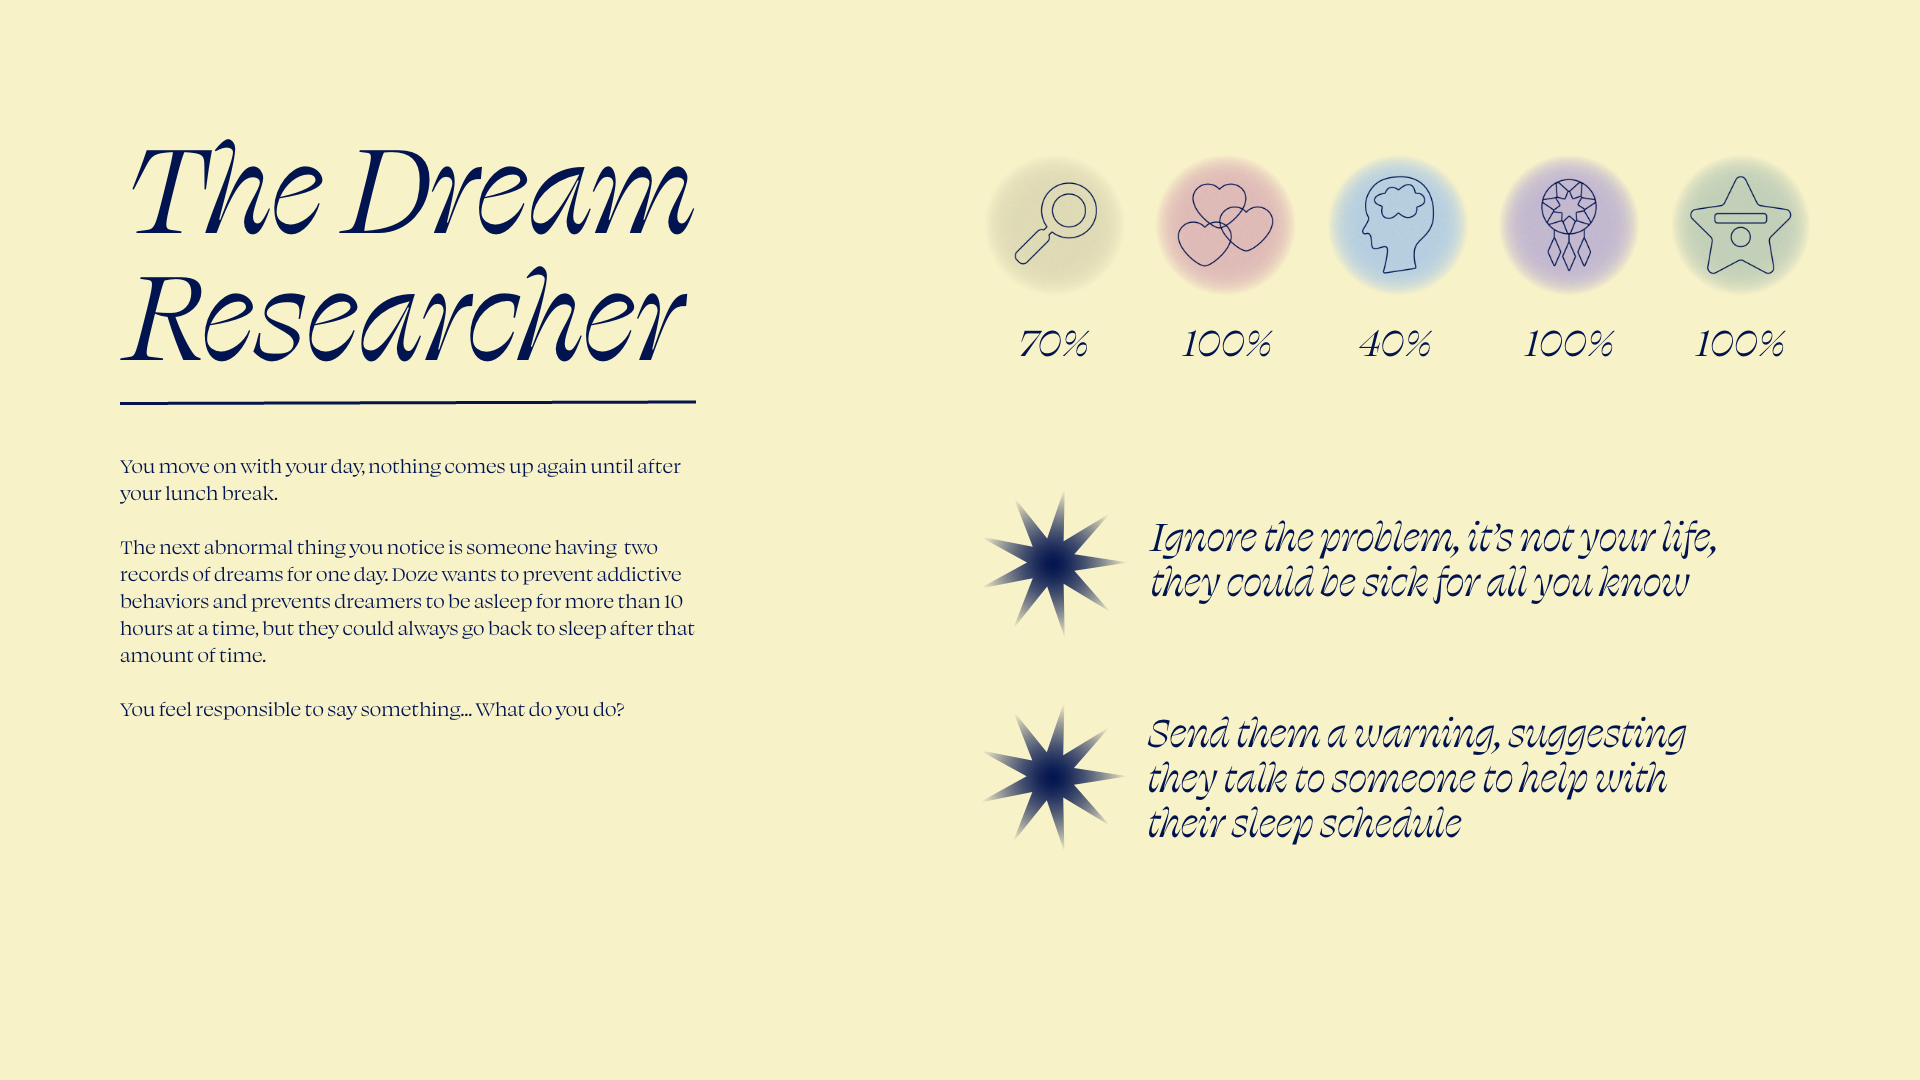 The Dream
Researcher
You move on with your day, nothing comes up again until after
your lunch break.
The next abnormal thing you notice is someone having  two
records of dreams for one day. Doze wants to prevent addictive
behaviors and prevents dreamers to be asleep for more than 10
hours at a time, but they could always go back to sleep after that
amount of time.
You feel responsible to say something... What do you do?
70%
100%
40%
100%
100%
Ignore the problem, it's not your life,
they could be sick for all you know
Send them a warning, suggesting
they talk to someone to help with
their sleep schedule